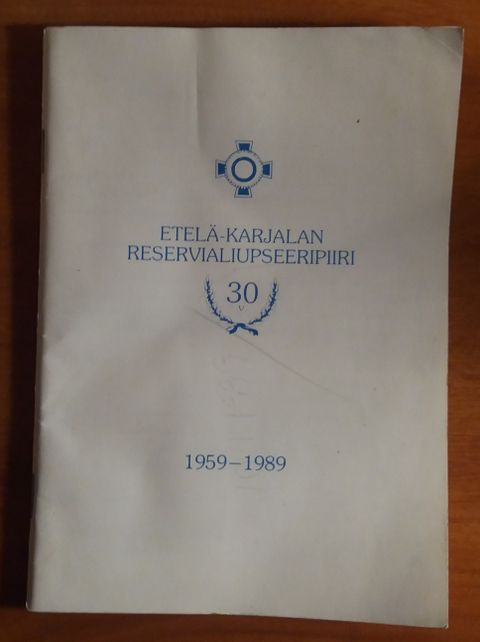 ETELÄ-KARJALAN
RESERVIALIUPSEERIPIIRI
30
V
1959–1989